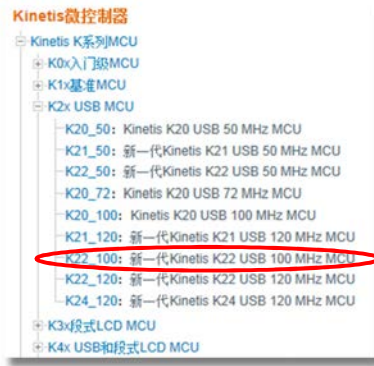 Kinetis微控制器
Kinetis K系列MCU
K0x入门级MCU
K1x基准MCU
K2x USB MCU
K20_50：Kinetis K20 USB 50 MHz MCU
K21_50：新一代Kinetis K21 USB 50 MHz MCU
K22_50：新一代Kinetis K22 USB 50 MHz MCU
K20_72：Kinetis K20 USB 72 MHz MCU
K20_100：Kinetis K20 USB 100 MHz MCU
K21_120：新一代Kinetis K21 USB 120 MHz MCU
K22_100：新一代Kinetis K22 USB 100 MHz MCU
K22_120：新一代Kinetis K22 USB 120 MHz MCU
K24_120：新一代Kinetis K24 USB 120 MHz MCU
K3x段式LCD MCU
K4x USB和段式LCD MCU